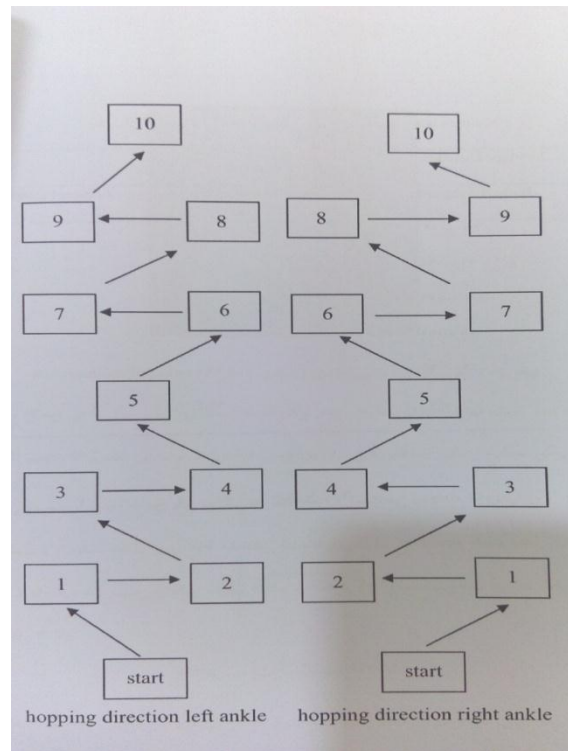 10 10
9 8 8 9
7 6 6 7
5 5
3 4 4 3
1 2 2 1
start start
hopping direction left ankle hopping direction right ankle